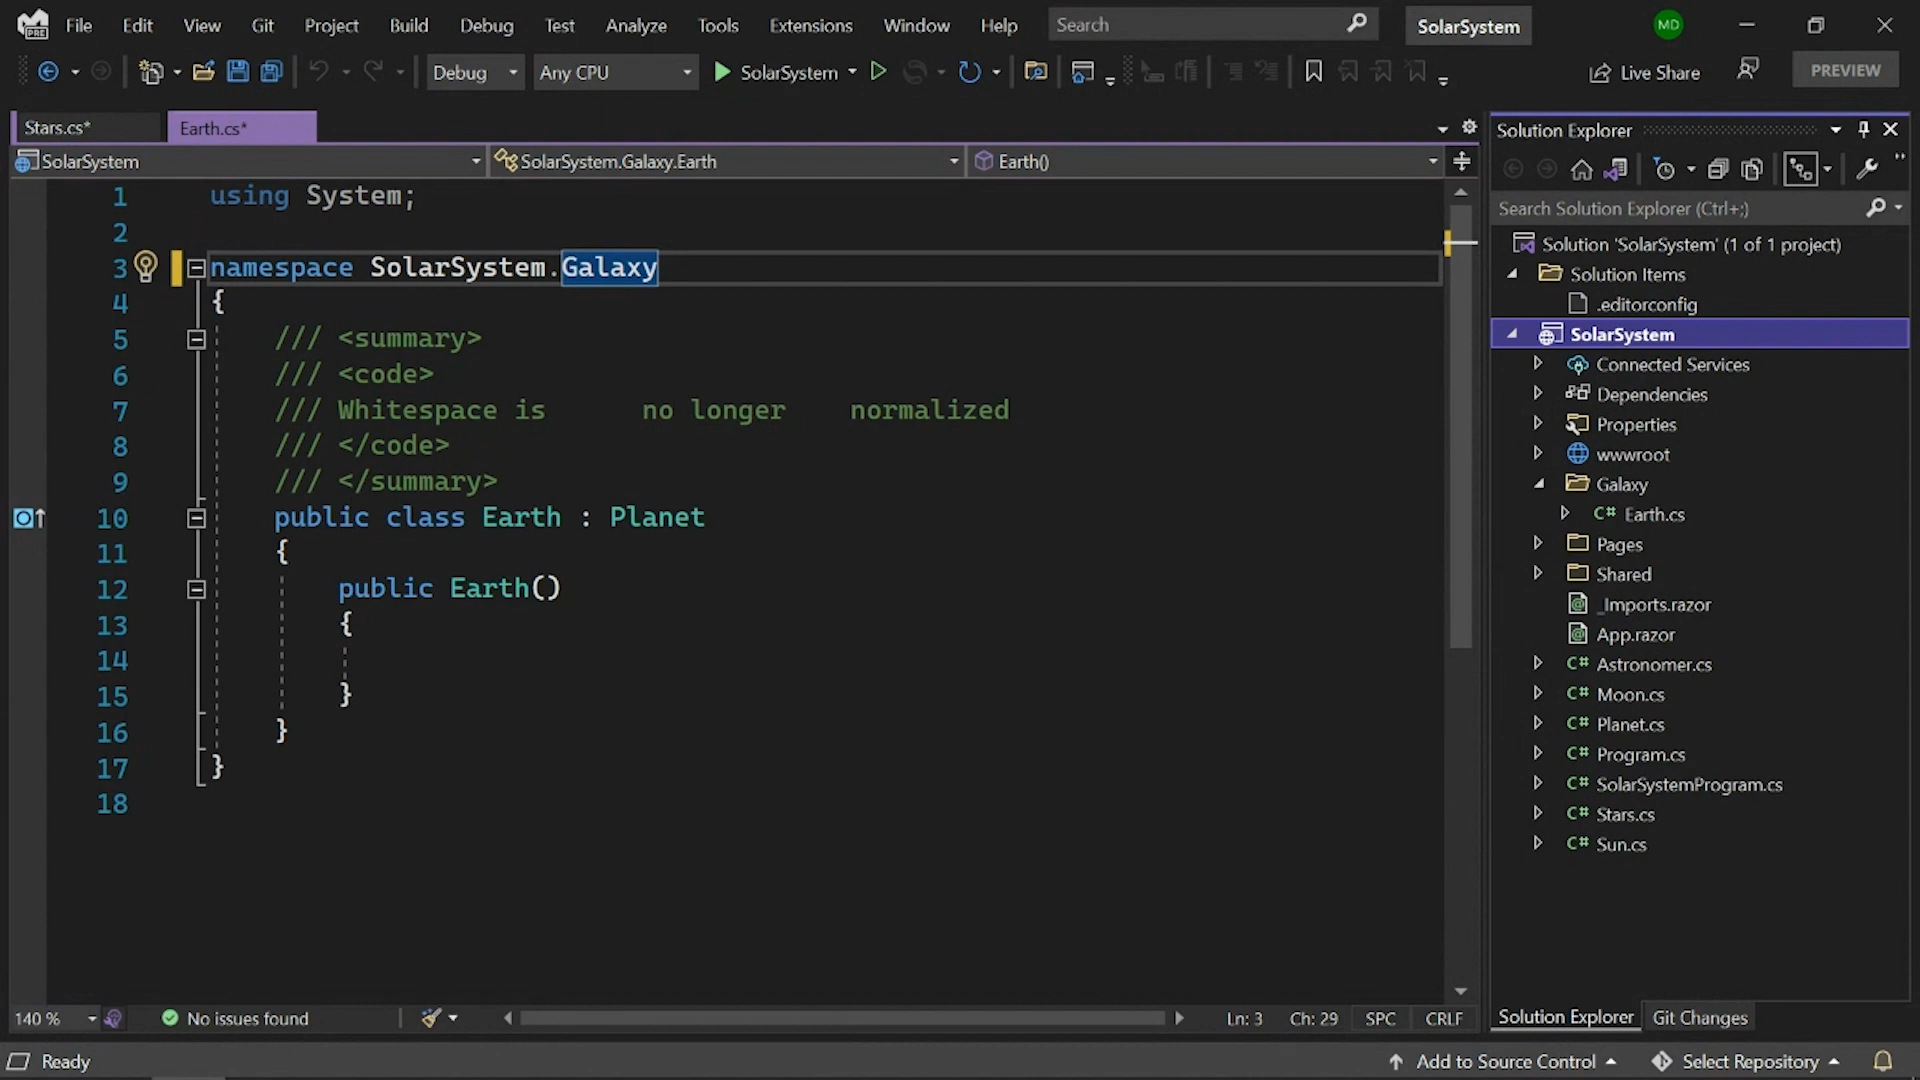 PRE File Edit View Git Project Build Debug Test Analyze Tools Extensions Window Help Search SolarSystem MD
Debug Any CPU SolarSystem Live Share PREVIEW
Stars.cs* Earth.cs*
SolarSystem SolarSystem.Galaxy.Earth Earth()
1 using System;
2
3 namespace SolarSystem.Galaxy
4 {
5 /// <summary>
6 /// <code>
7 /// Whitespace is      no longer    normalized
8 /// </code>
9 /// </summary>
10 public class Earth : Planet
11 {
12 public Earth()
13 {
14
15 }
16 }
17 }
18
140 % No issues found Ln: 3 Ch: 29 SPC CRLF
Solution Explorer
Search Solution Explorer (Ctrl+;)
Solution 'SolarSystem' (1 of 1 project)
Solution Items
.editorconfig
SolarSystem
Connected Services
Dependencies
Properties
wwwroot
Galaxy
C# Earth.cs
Pages
Shared
_Imports.razor
App.razor
C# Astronomer.cs
C# Moon.cs
C# Planet.cs
C# Program.cs
C# SolarSystemProgram.cs
C# Stars.cs
C# Sun.cs
Solution Explorer Git Changes
Ready Add to Source Control Select Repository